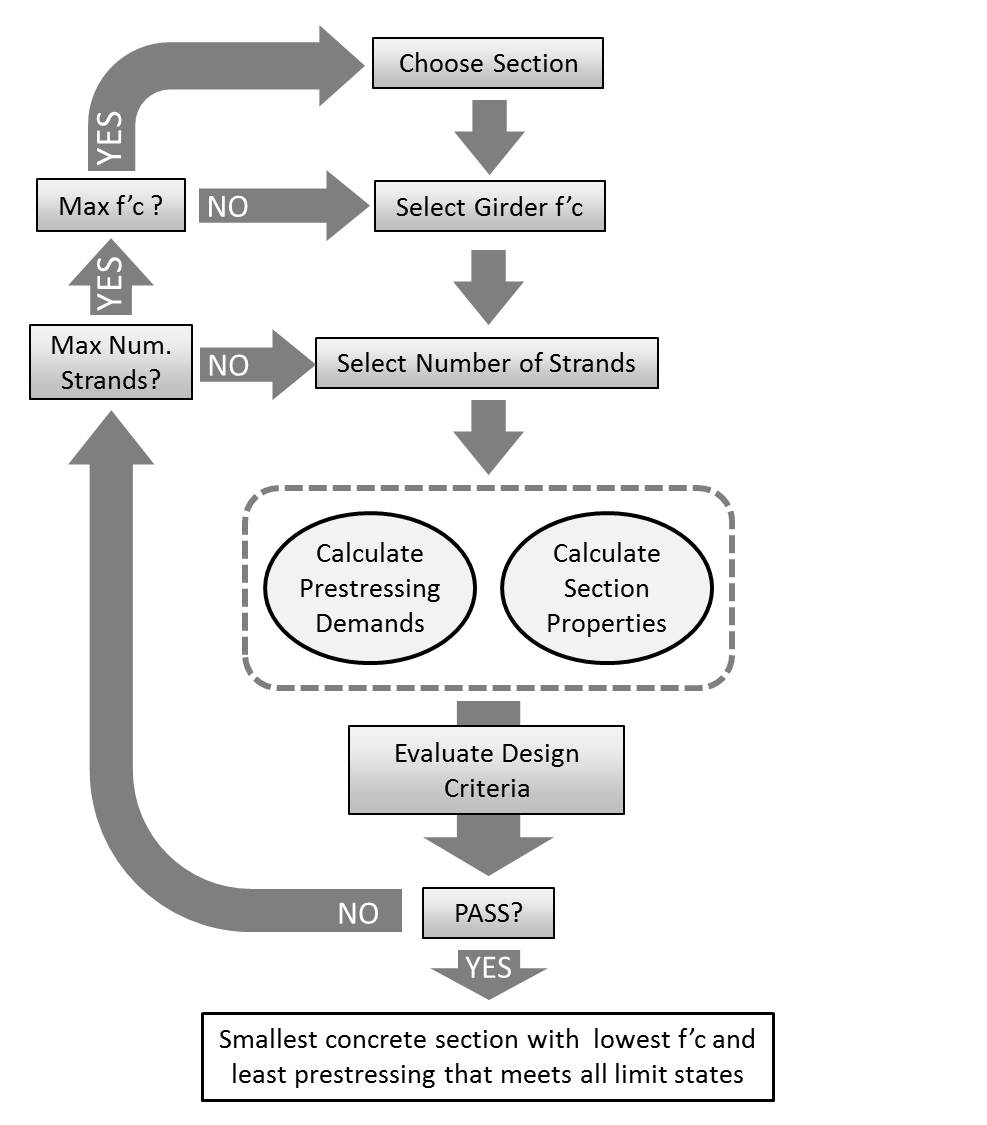 Choose Section
YES
Max f’c ?
NO
Select Girder f’c
YES
Max Num.
Strands?
NO
Select Number of Strands
Calculate
Prestressing
Demands
Calculate
Section
Properties
Evaluate Design
Criteria
NO
PASS?
YES
Smallest concrete section with lowest f’c and
least prestressing that meets all limit states